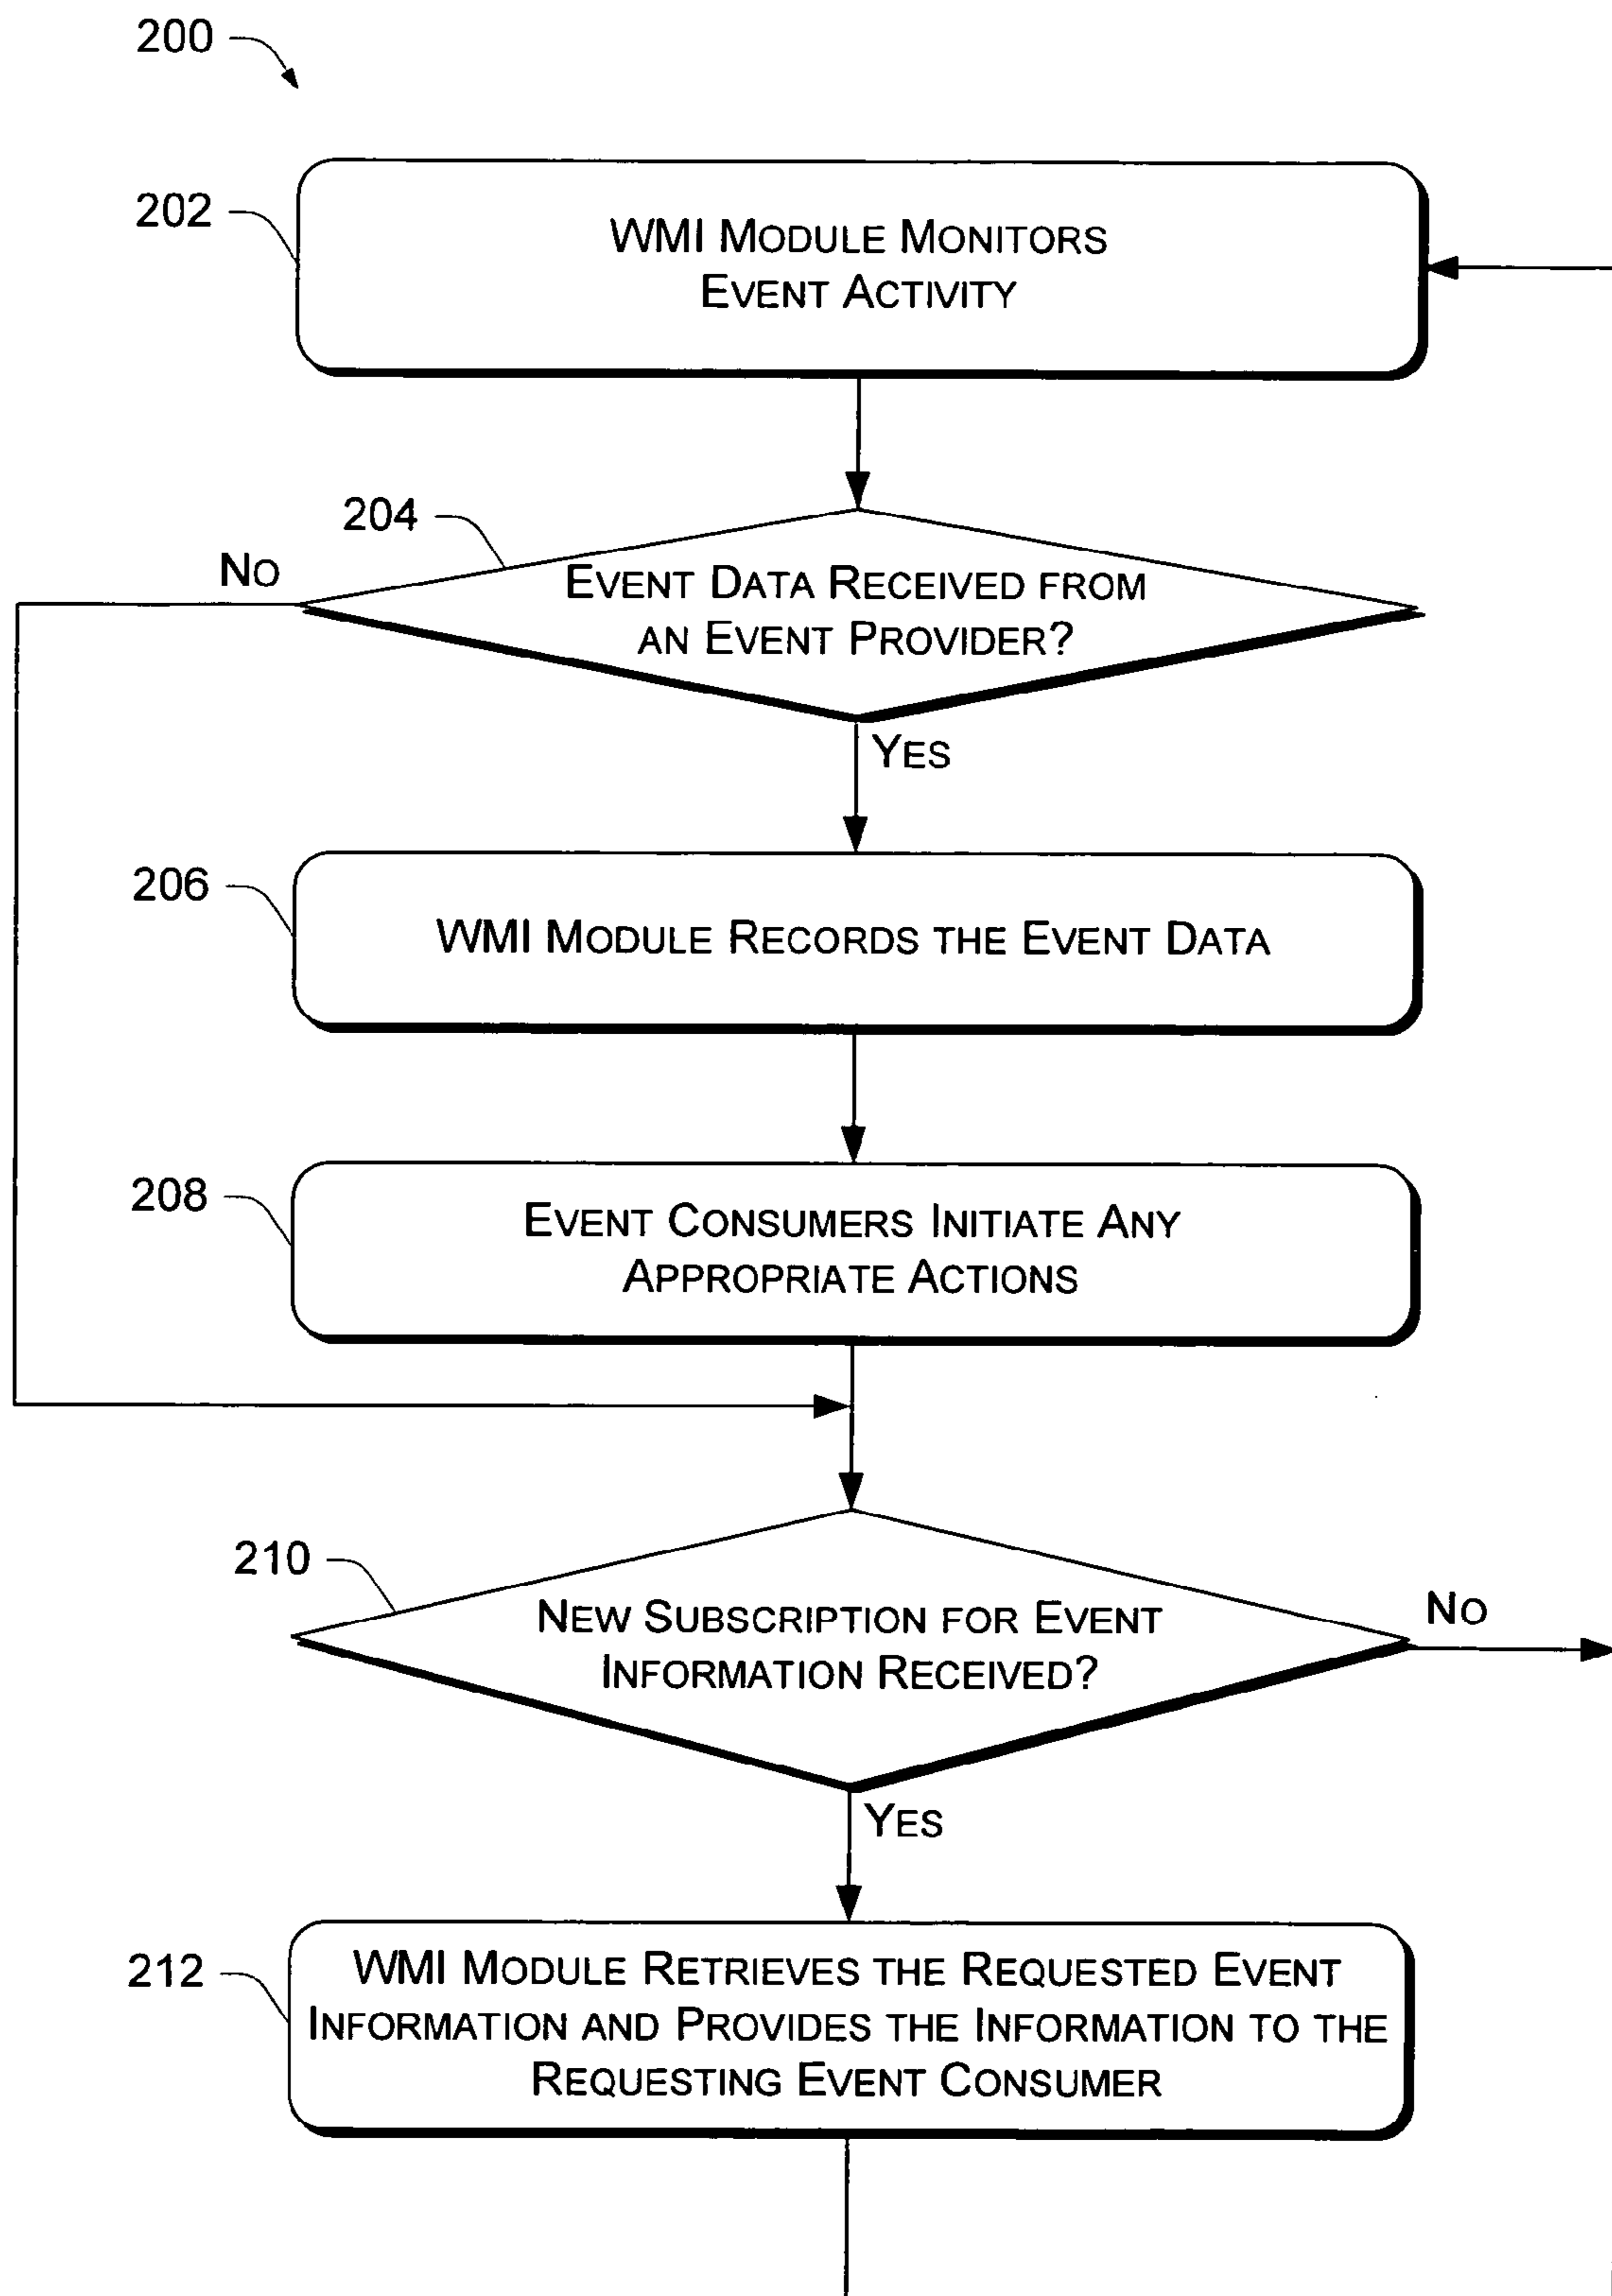 200
202
WMI MODULE MONITORS
EVENT ACTIVITY
204
NO
EVENT DATA RECEIVED FROM
AN EVENT PROVIDER?
YES
206
WMI MODULE RECORDS THE EVENT DATA
208
EVENT CONSUMERS INITIATE ANY
APPROPRIATE ACTIONS
210
NO
NEW SUBSCRIPTION FOR EVENT
INFORMATION RECEIVED?
YES
212
WMI MODULE RETRIEVES THE REQUESTED EVENT
INFORMATION AND PROVIDES THE INFORMATION TO THE
REQUESTING EVENT CONSUMER